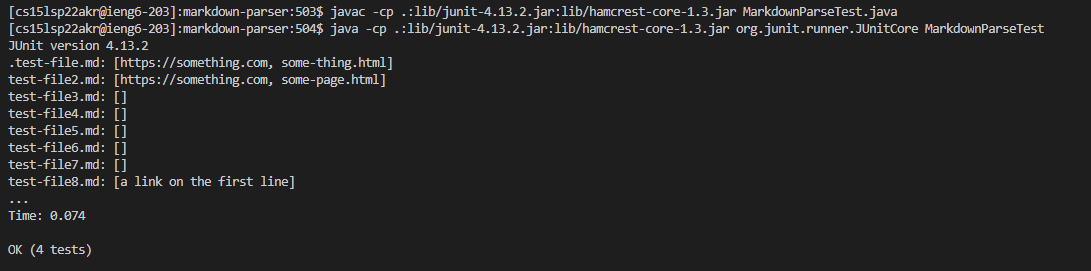 [cs15lsp22akr@ieng6-203]:markdown-parser:503$ javac -cp .:lib/junit-4.13.2.jar:lib/hamcrest-core-1.3.jar MarkdownParseTest.java
[cs15lsp22akr@ieng6-203]:markdown-parser:504$ java -cp .:lib/junit-4.13.2.jar:lib/hamcrest-core-1.3.jar org.junit.runner.JUnitCore MarkdownParseTest
JUnit version 4.13.2
.test-file.md: [https://something.com, some-thing.html]
test-file2.md: [https://something.com, some-page.html]
test-file3.md: []
test-file4.md: []
test-file5.md: []
test-file6.md: []
test-file7.md: []
test-file8.md: [a link on the first line]
...
Time: 0.074
OK (4 tests)